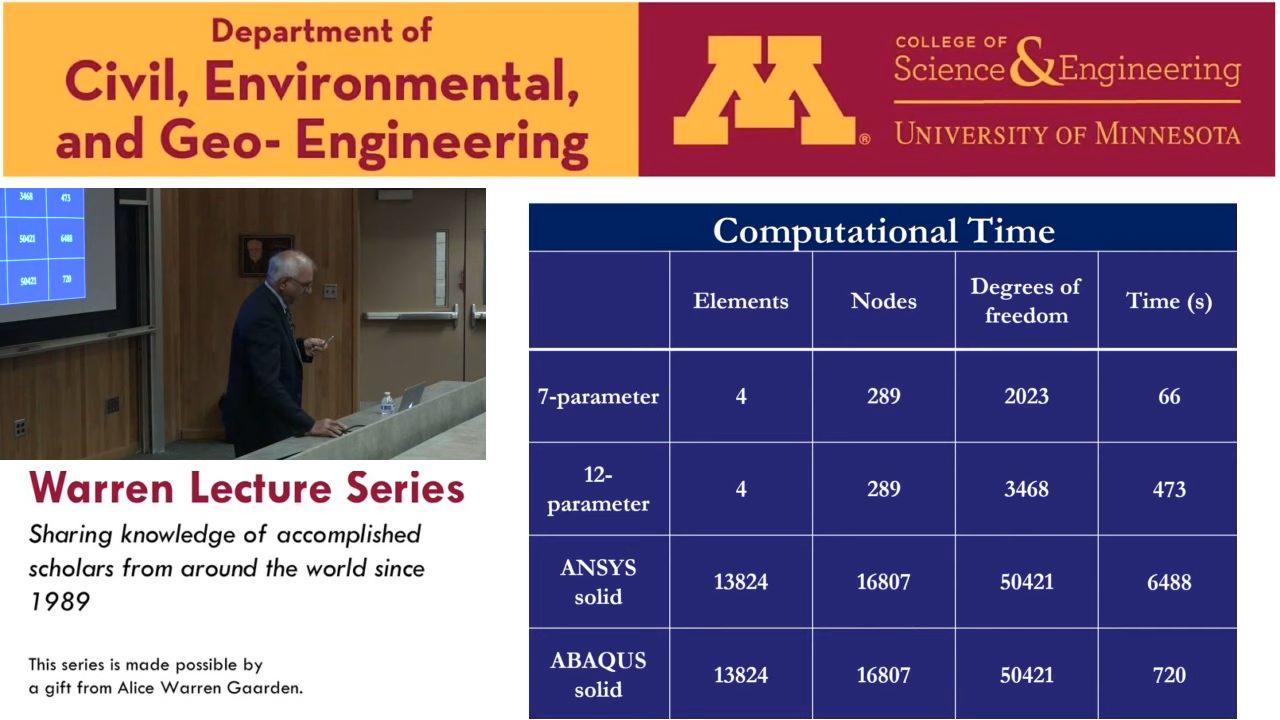 Department of
Civil, Environmental,
and Geo- Engineering
M®
COLLEGE OF
Science & Engineering
UNIVERSITY OF MINNESOTA
3468 473
50421 6488
50421 720
Warren Lecture Series
Sharing knowledge of accomplished
scholars from around the world since
1989
This series is made possible by
a gift from Alice Warren Gaarden.
Computational Time
Elements Nodes Degrees of freedom Time (s)
7-parameter 4 289 2023 66
12-parameter 4 289 3468 473
ANSYS solid 13824 16807 50421 6488
ABAQUS solid 13824 16807 50421 720